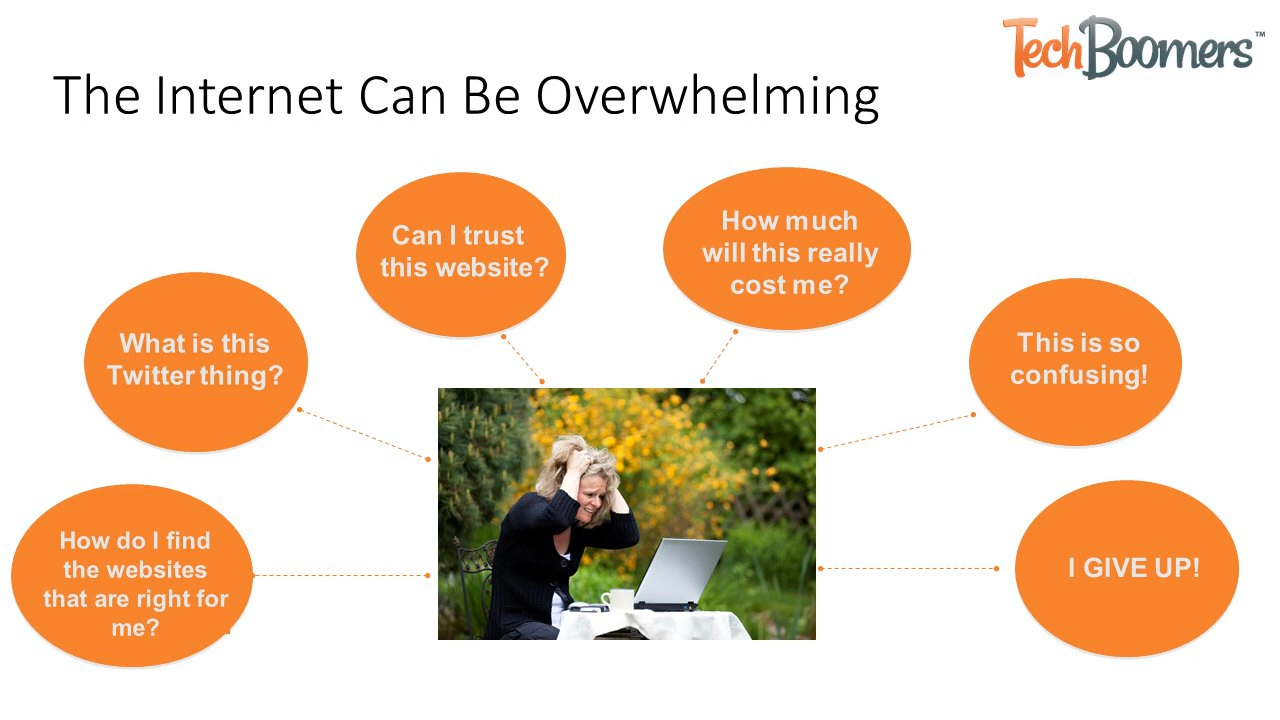 TechBoomers™
The Internet Can Be Overwhelming
Can I trust
this website?
How much
will this really
cost me?
What is this
Twitter thing?
This is so
confusing!
How do I find
the websites
that are right for
me?
I GIVE UP!